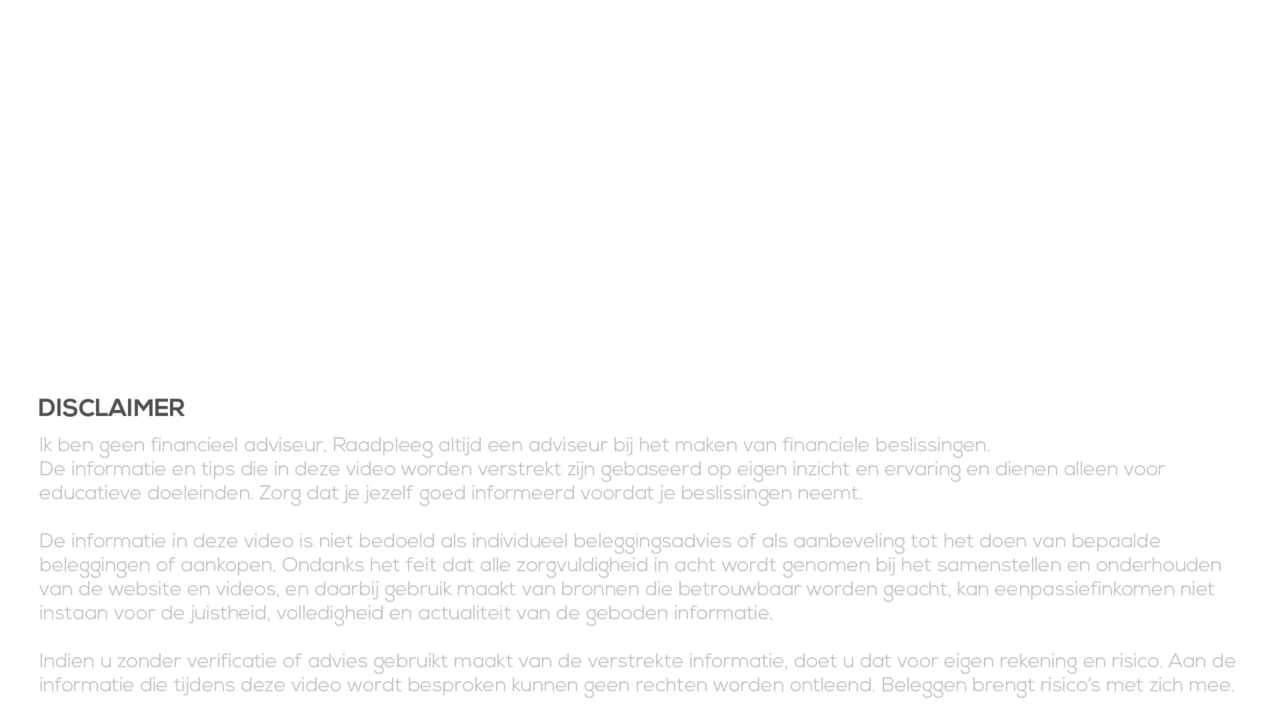 DISCLAIMER
Ik ben geen financieel adviseur. Raadpleeg altijd een adviseur bij het maken van financiele beslissingen.
De informatie en tips die in deze video worden verstrekt zijn gebaseerd op eigen inzicht en ervaring en dienen alleen voor
educatieve doeleinden. Zorg dat je jezelf goed informeerd voordat je beslissingen neemt.
De informatie in deze video is niet bedoeld als individueel beleggingsadvies of als aanbeveling tot het doen van bepaalde
beleggingen of aankopen. Ondanks het feit dat alle zorgvuldigheid in acht wordt genomen bij het samenstellen en onderhouden
van de website en videos, en daarbij gebruik maakt van bronnen die betrouwbaar worden geacht, kan eenpassiefinkomen niet
instaan voor de juistheid, volledigheid en actualiteit van de geboden informatie.
Indien u zonder verificatie of advies gebruikt maakt van de verstrekte informatie, doet u dat voor eigen rekening en risico. Aan de
informatie die tijdens deze video wordt besproken kunnen geen rechten worden ontleend. Beleggen brengt risico's met zich mee.